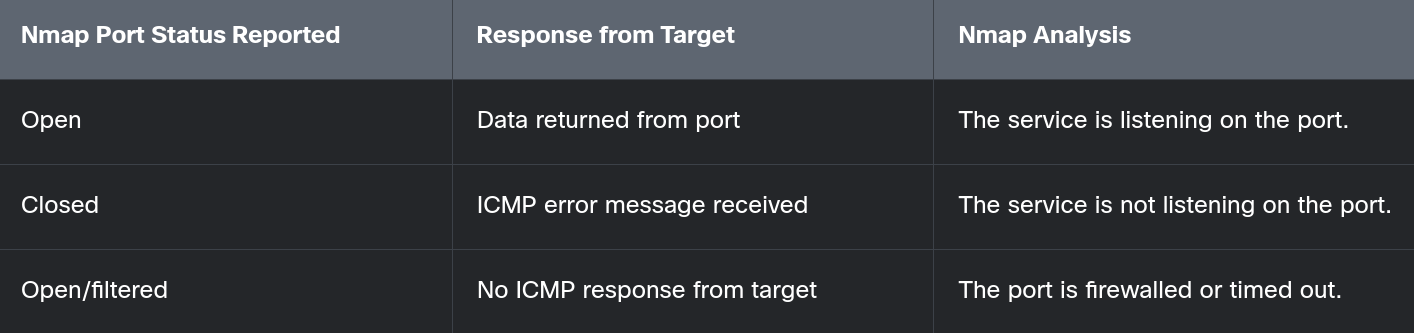 Nmap Port Status Reported Response from Target Nmap Analysis
Open Data returned from port The service is listening on the port.
Closed ICMP error message received The service is not listening on the port.
Open/filtered No ICMP response from target The port is firewalled or timed out.